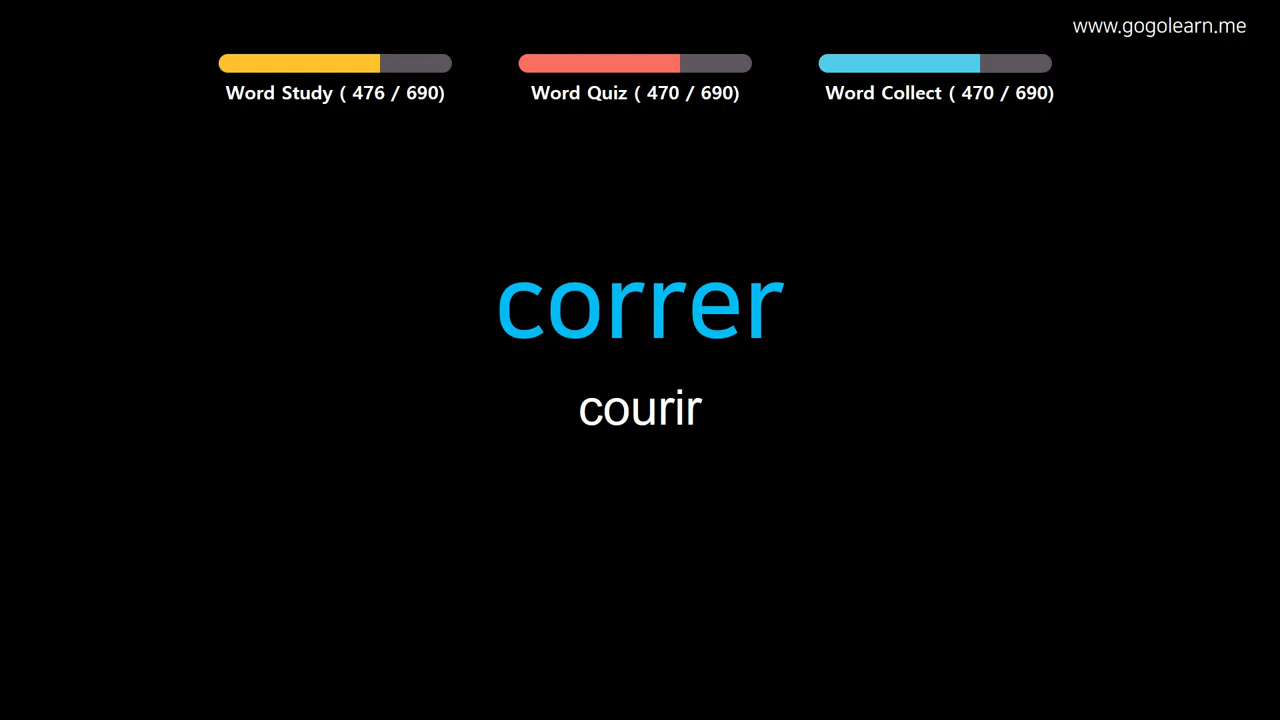 www.gogolearn.me
Word Study ( 476 / 690)
Word Quiz ( 470 / 690)
Word Collect ( 470 / 690)
correr
courir